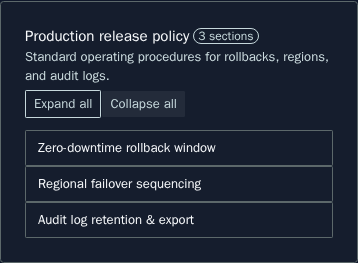 Production release policy 3 sections
Standard operating procedures for rollbacks, regions,
and audit logs.
Expand all Collapse all
Zero-downtime rollback window
Regional failover sequencing
Audit log retention & export